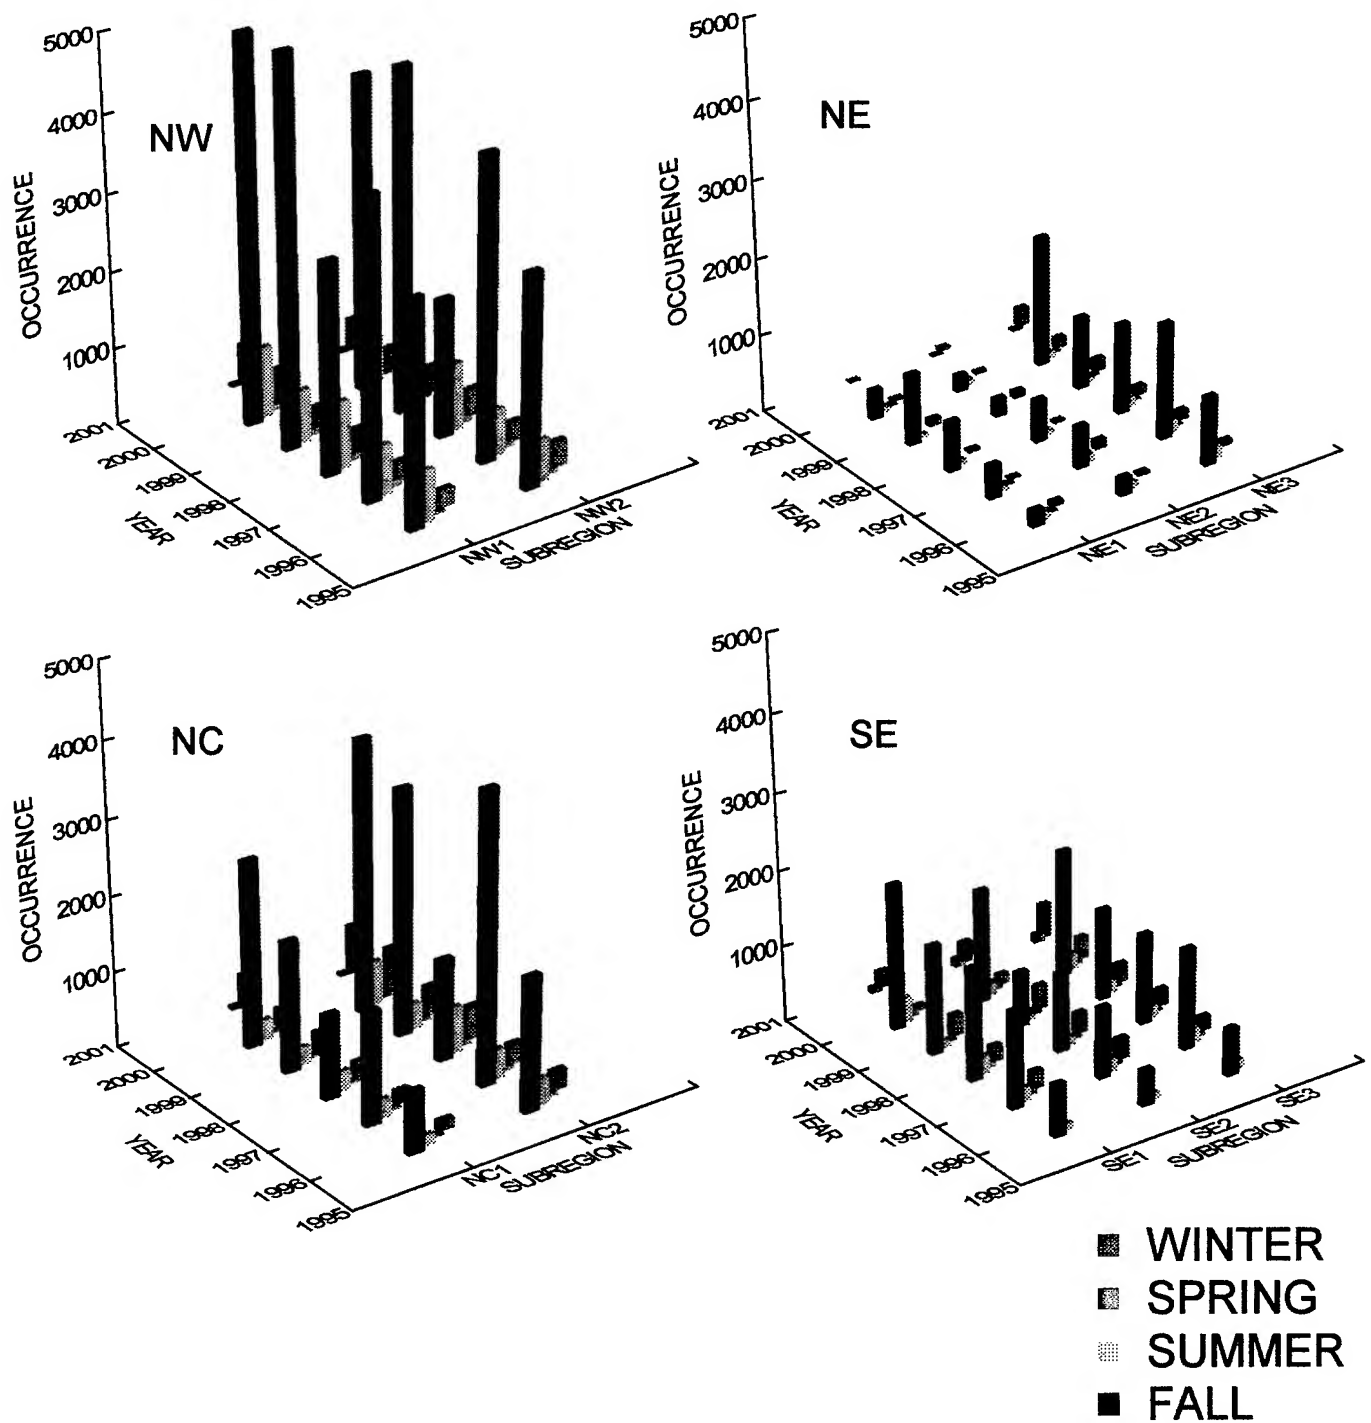 NW
OCCURRENCE
5000
4000
3000
2000
1000
2001
2000
1999
1998
1997
1996
1995
YEAR
NW1
NW2
SUBREGION
NE
OCCURRENCE
5000
4000
3000
2000
1000
2001
2000
1999
1998
1997
1996
1995
YEAR
NE1
NE2
NE3
SUBREGION
NC
OCCURRENCE
5000
4000
3000
2000
1000
2001
2000
1999
1998
1997
1996
1995
YEAR
NC1
NC2
SUBREGION
SE
OCCURRENCE
5000
4000
3000
2000
1000
2001
2000
1999
1998
1997
1996
1995
YEAR
SE1
SE2
SE3
SUBREGION
WINTER
SPRING
SUMMER
FALL